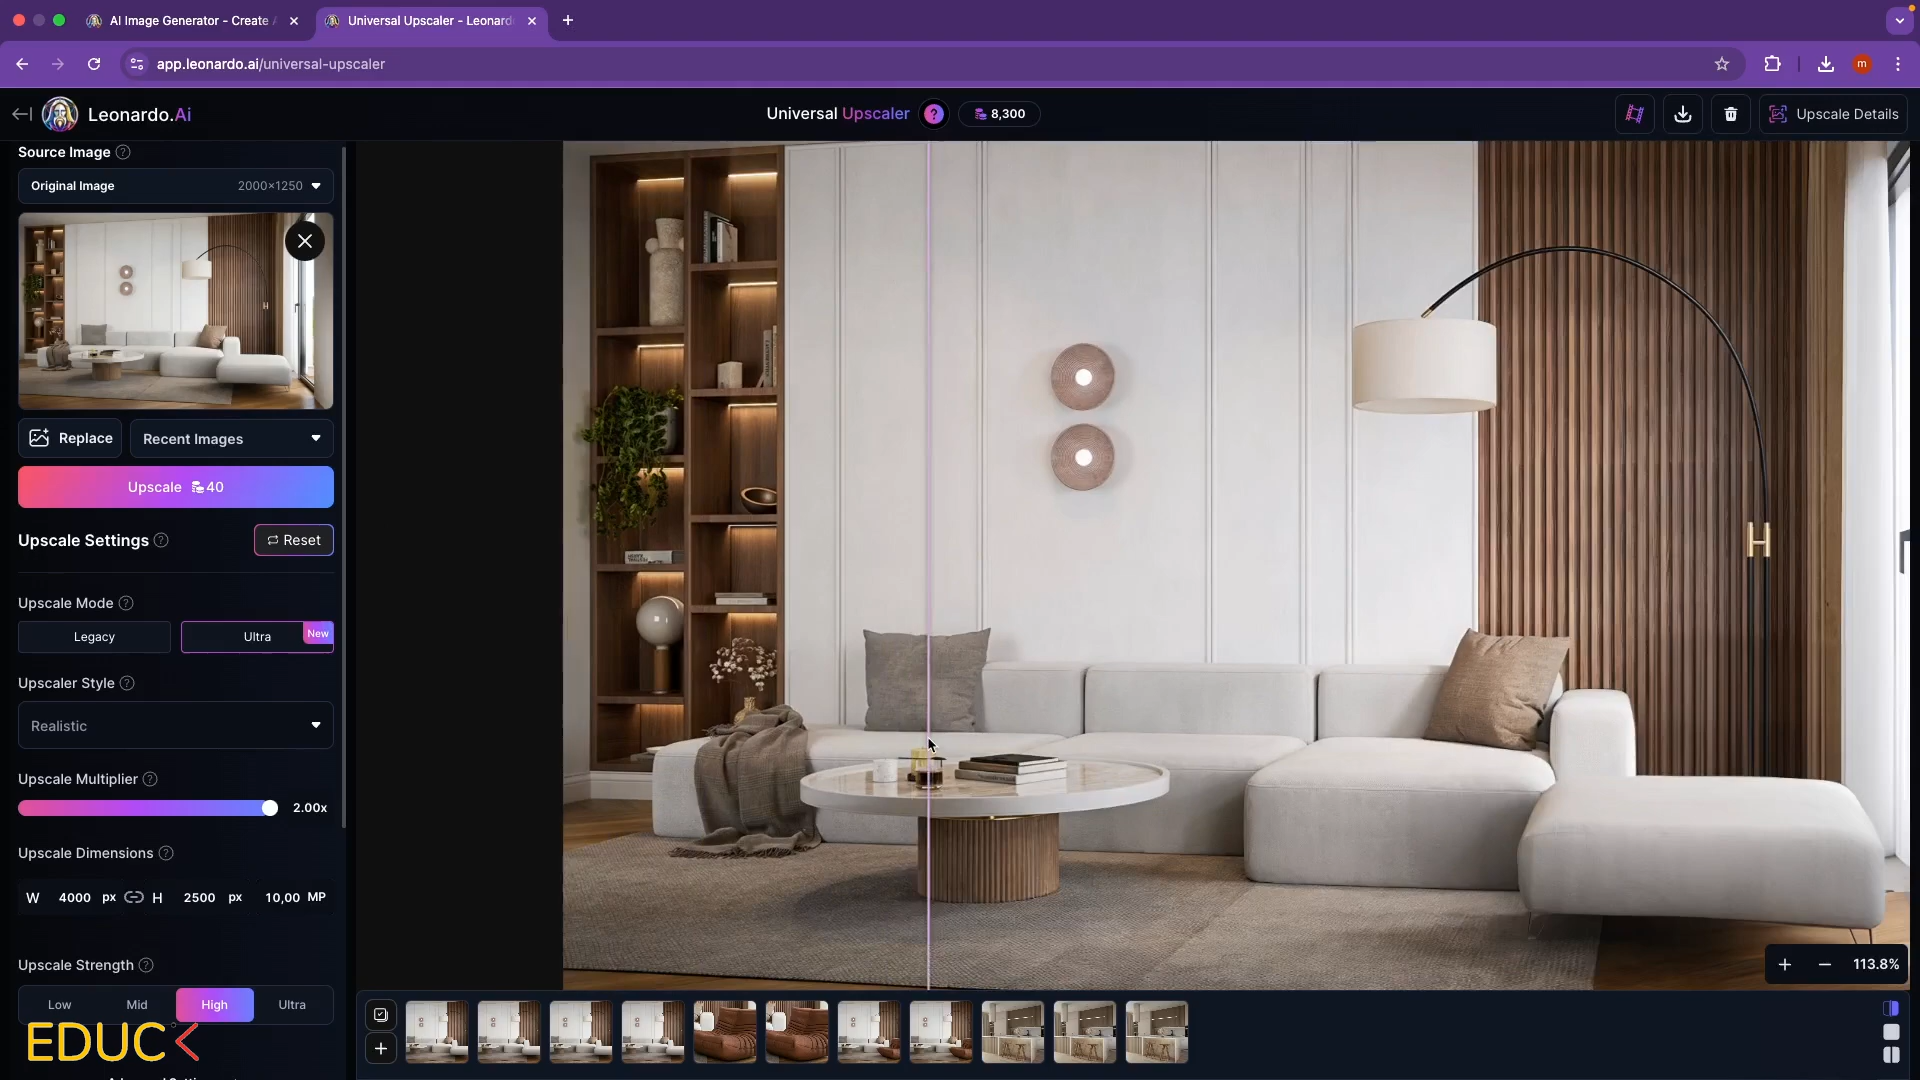 AI Image Generator - Create
Universal Upscaler - Leonard
app.leonardo.ai/universal-upscaler
m
Leonardo.Ai
Universal Upscaler ? 8,300
Upscale Details
Source Image ?
Original Image 2000×1250
Replace
Recent Images
Upscale 40
Upscale Settings ?
Reset
Upscale Mode ?
Legacy
Ultra
New
Upscaler Style ?
Realistic
Upscale Multiplier ?
2.00x
Upscale Dimensions ?
W 4000 px H 2500 px 10,00 MP
Upscale Strength ?
Low Mid High Ultra
EDUC
113.8%